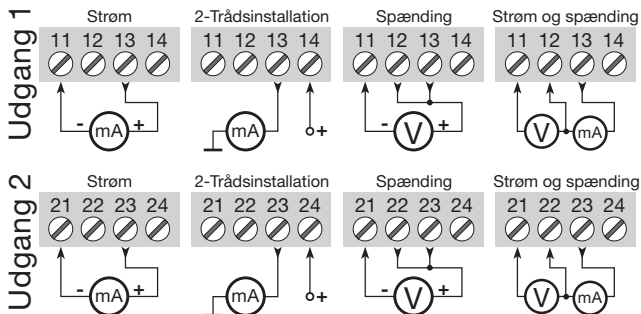 Udgang 1
Strøm 2-Trådsinstallation Spænding Strøm og spænding
11 12 13 14 11 12 13 14 11 12 13 14 11 12 13 14
- mA + mA + - V + V mA
Udgang 2
Strøm 2-Trådsinstallation Spænding Strøm og spænding
21 22 23 24 21 22 23 24 21 22 23 24 21 22 23 24
- mA + mA + - V + V mA